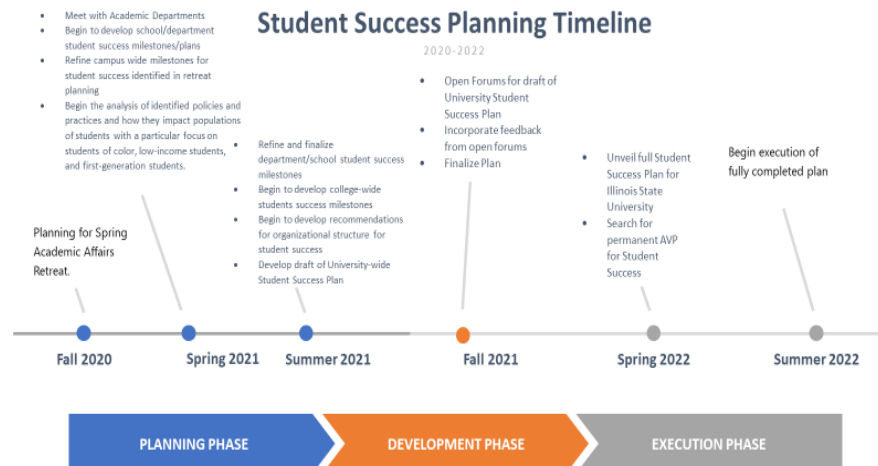 Student Success Planning Timeline
2020-2022
• Meet with Academic Departments
• Begin to develop school/department
student success milestones/plans
• Refine campus wide milestones for
student success identified in retreat
planning
• Begin the analysis of identified policies and
practices and how they impact populations
of students with a particular focus on
students of color, low-income students,
and first-generation students.
Planning for Spring
Academic Affairs
Retreat.
• Refine and finalize
department/school student success
milestones
• Begin to develop college-wide
students success milestones
• Begin to develop recommendations
for organizational structure for
student success
• Develop draft of University-wide
Student Success Plan
• Open Forums for draft of
University Student
Success Plan
• Incorporate feedback
from open forums
• Finalize Plan
• Unveil full Student
Success Plan for
Illinois State
University
• Search for
permanent AVP
for Student
Success
Begin execution of
fully completed plan
Fall 2020
Spring 2021
Summer 2021
Fall 2021
Spring 2022
Summer 2022
PLANNING PHASE
DEVELOPMENT PHASE
EXECUTION PHASE